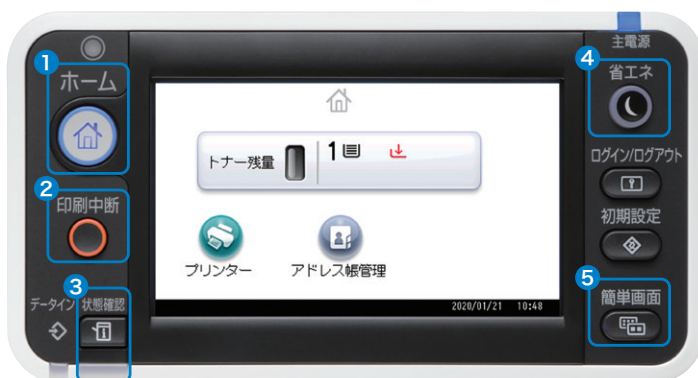 主電源
1
ホーム
4
省エネ
トナー残量
1
ログイン/ログアウト
2
印刷中断
初期設定
プリンター
アドレス帳管理
3
データイン
状態確認
5
簡単画面
2020/01/21 10:48